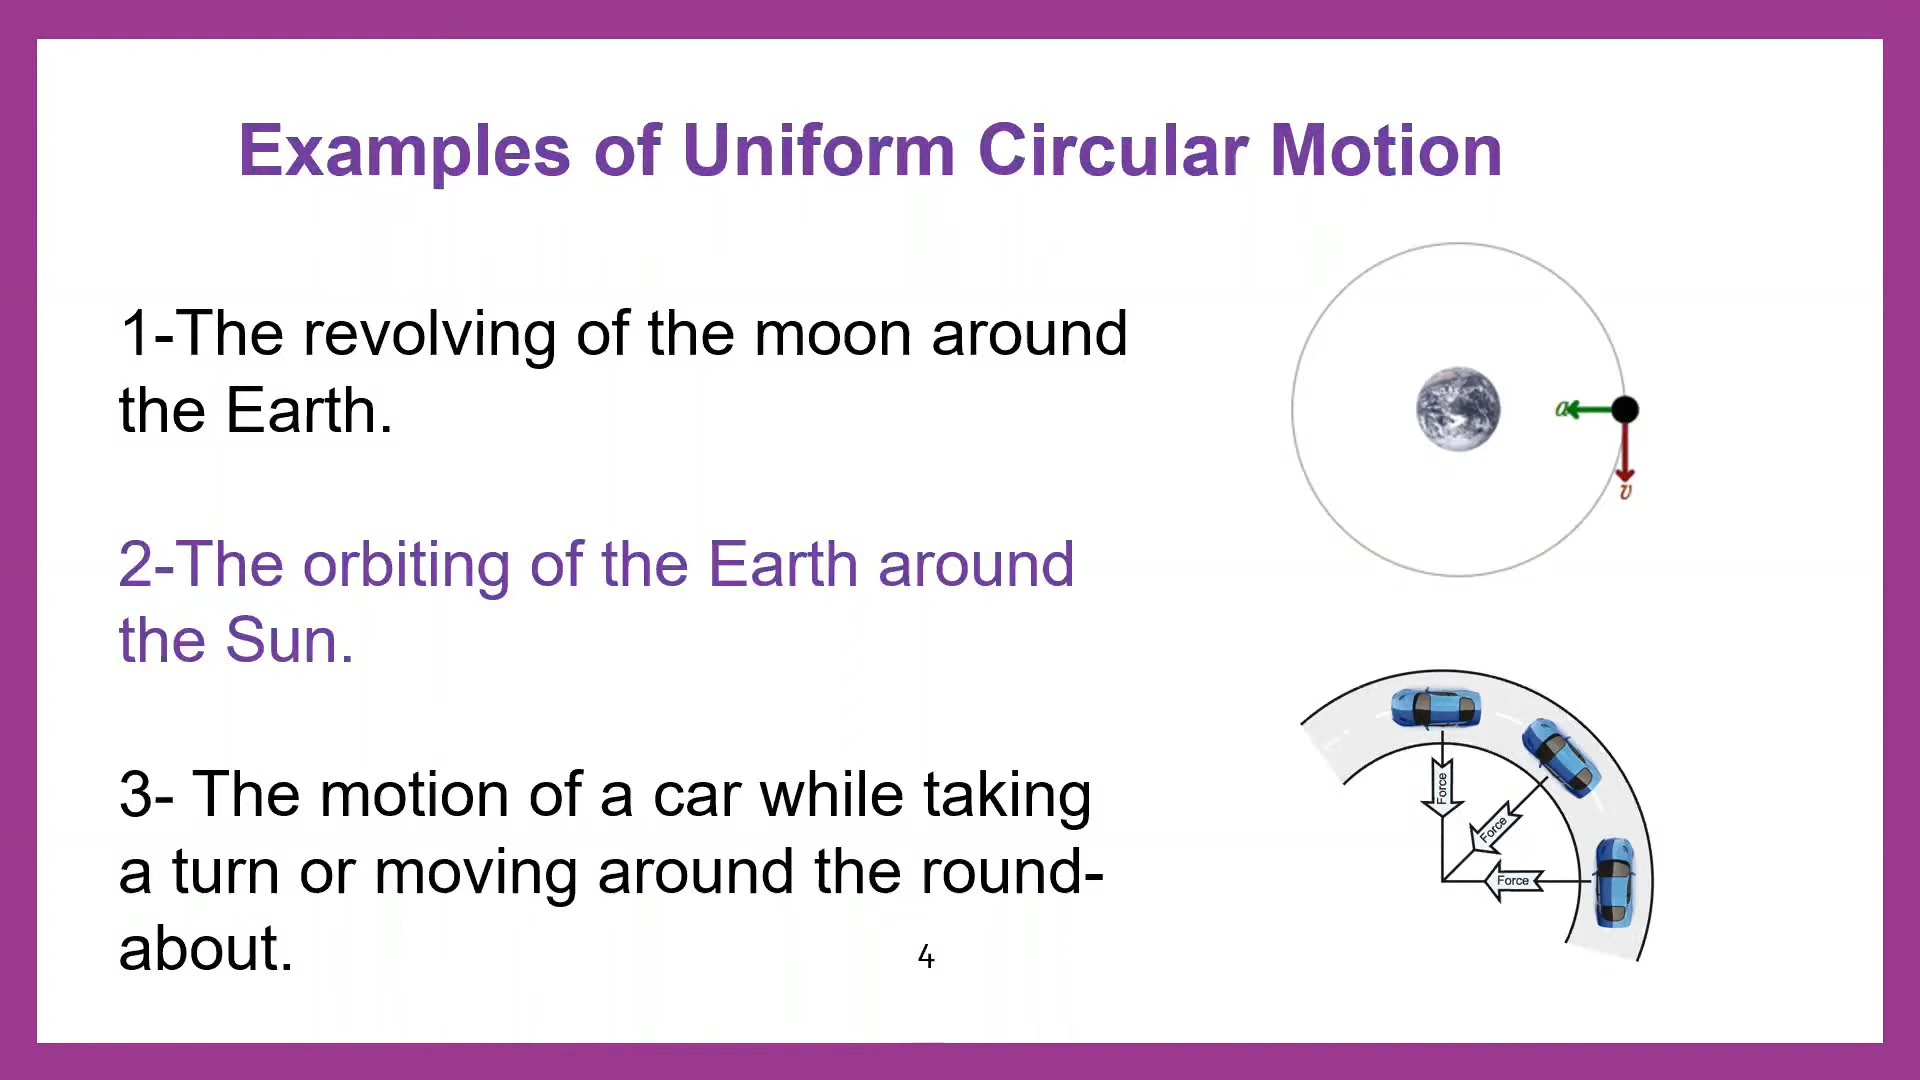 Examples of Uniform Circular Motion
1-The revolving of the moon around
the Earth.
a
v
2-The orbiting of the Earth around
the Sun.
3- The motion of a car while taking
a turn or moving around the round-
about.
Force
Force
Force
4